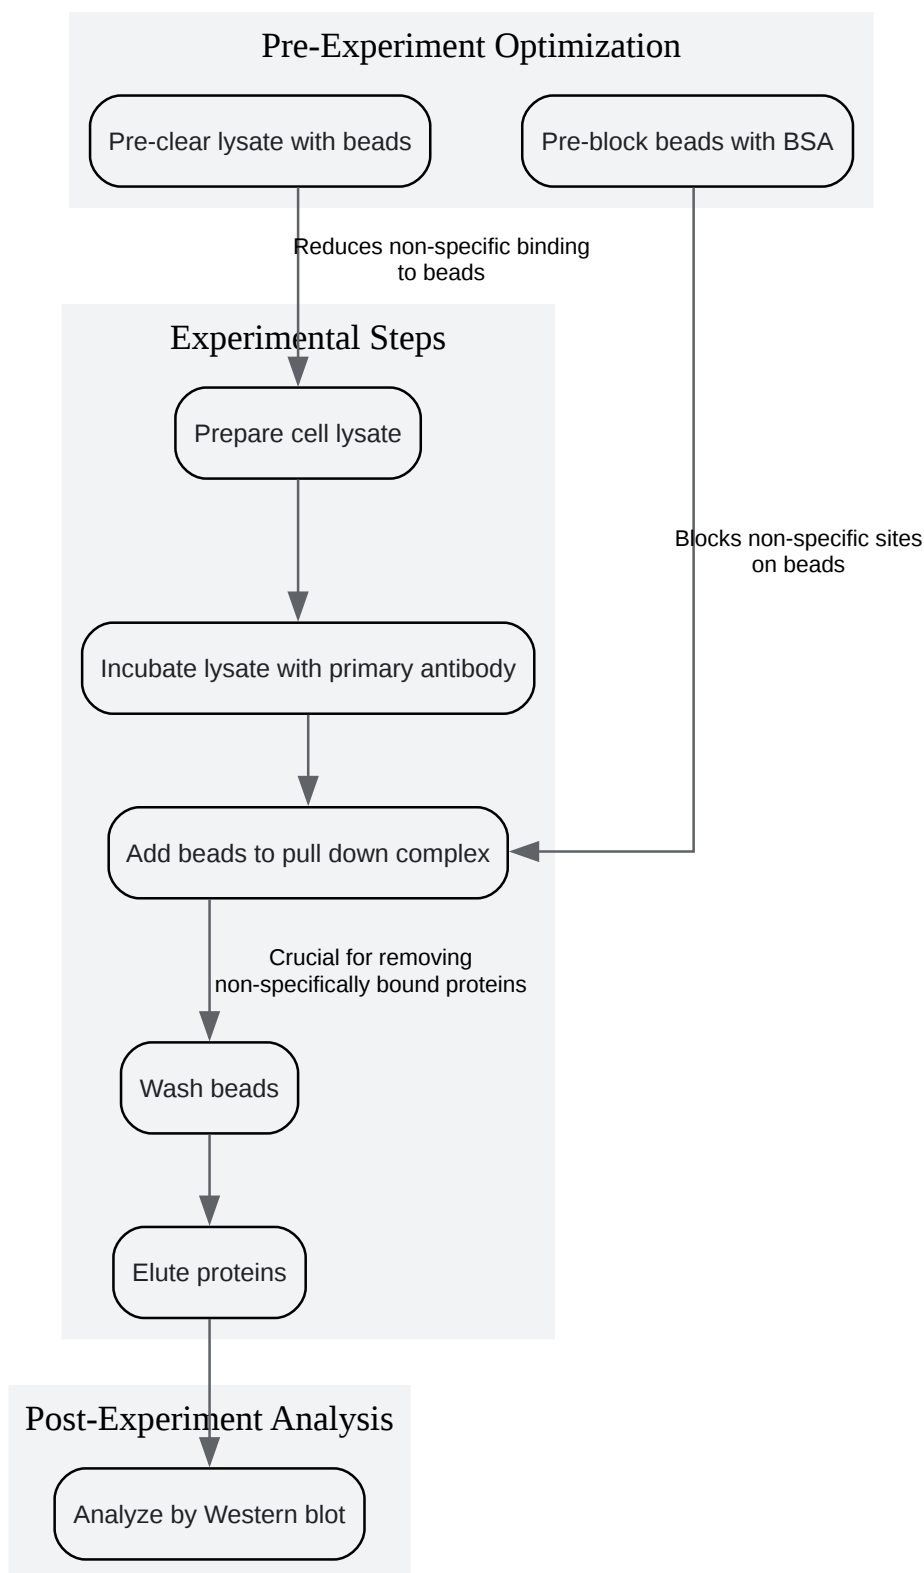 Pre-Experiment Optimization
Pre-clear lysate with beads
Pre-block beads with BSA
Reduces non-specific binding
to beads
Experimental Steps
Prepare cell lysate
Blocks non-specific sites
on beads
Incubate lysate with primary antibody
Add beads to pull down complex
Crucial for removing
non-specifically bound proteins
Wash beads
Elute proteins
Post-Experiment Analysis
Analyze by Western blot